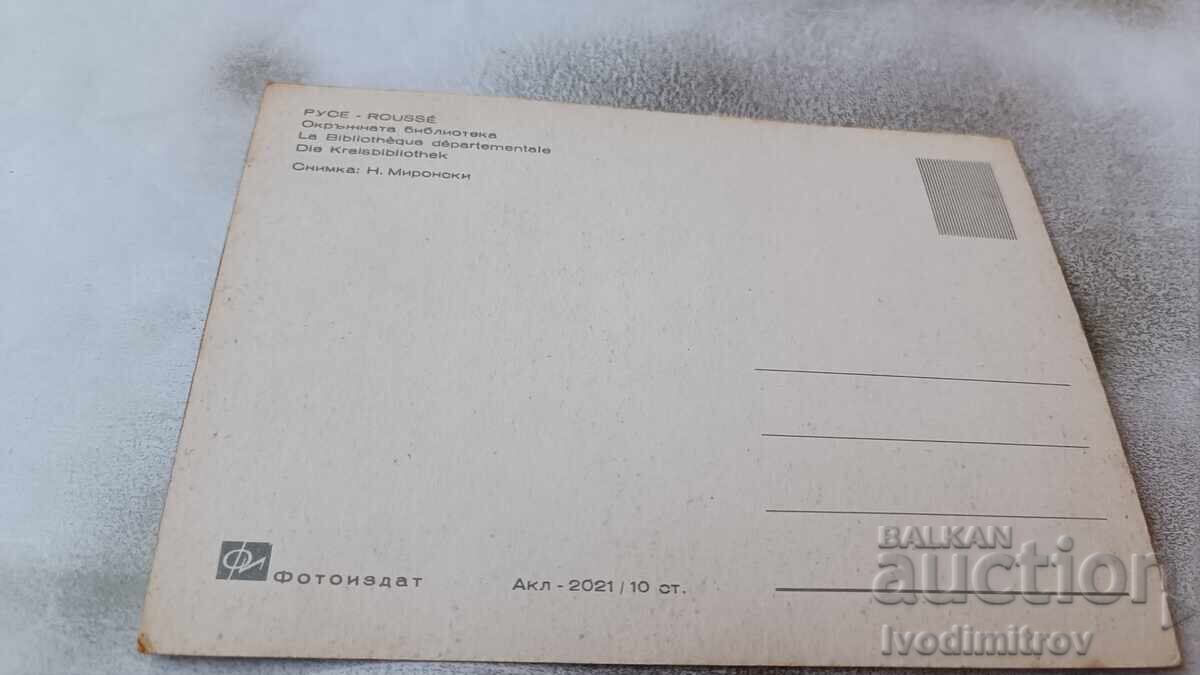 РУСЕ - ROUSSÉ
Окръжната библиотека
La Bibliothèque départementale
Die Kreisbibliothek
Снимка: Н. Миронски
ФИ Фотоиздат
Акл - 2021 / 10 ст.
BALKAN
auction
Ivodimitrov